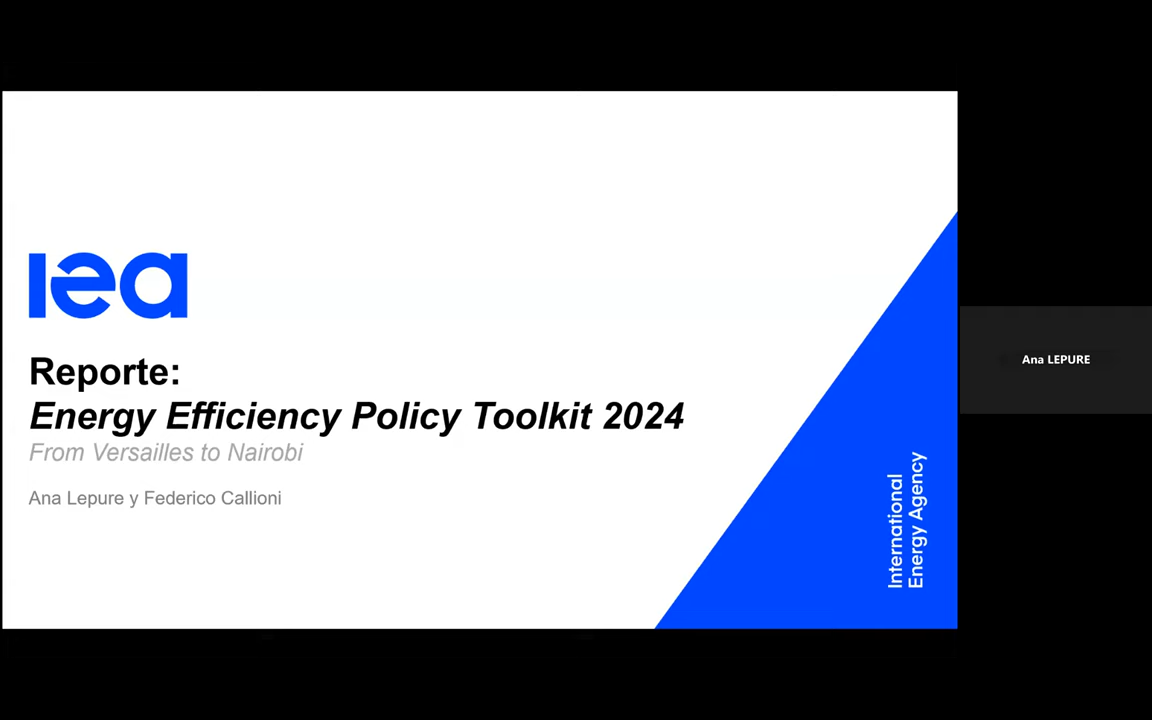 iea
Reporte:
Energy Efficiency Policy Toolkit 2024
From Versailles to Nairobi
Ana Lepure y Federico Callioni
International
Energy Agency
Ana LEPURE